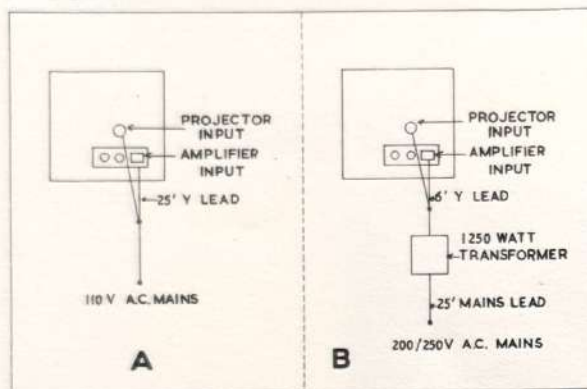 PROJECTOR
INPUT
AMPLIFIER
INPUT
25' Y LEAD
110V A.C. MAINS
A
PROJECTOR
INPUT
AMPLIFIER
INPUT
6' Y LEAD
1250 WATT
TRANSFORMER
25' MAINS LEAD
200/250V A.C. MAINS
B